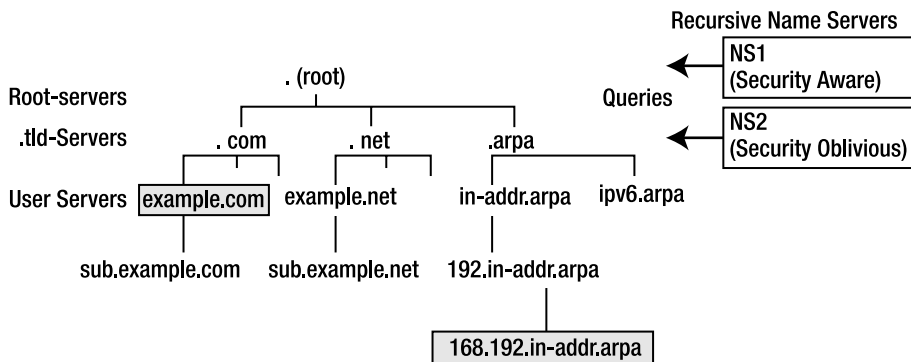 Recursive Name Servers
NS1
(Security Aware)
. (root)
Root-servers
Queries
NS2
(Security Oblivious)
.tld-Servers
. com
. net
.arpa
User Servers
example.com
example.net
in-addr.arpa
ipv6.arpa
sub.example.com
sub.example.net
192.in-addr.arpa
168.192.in-addr.arpa